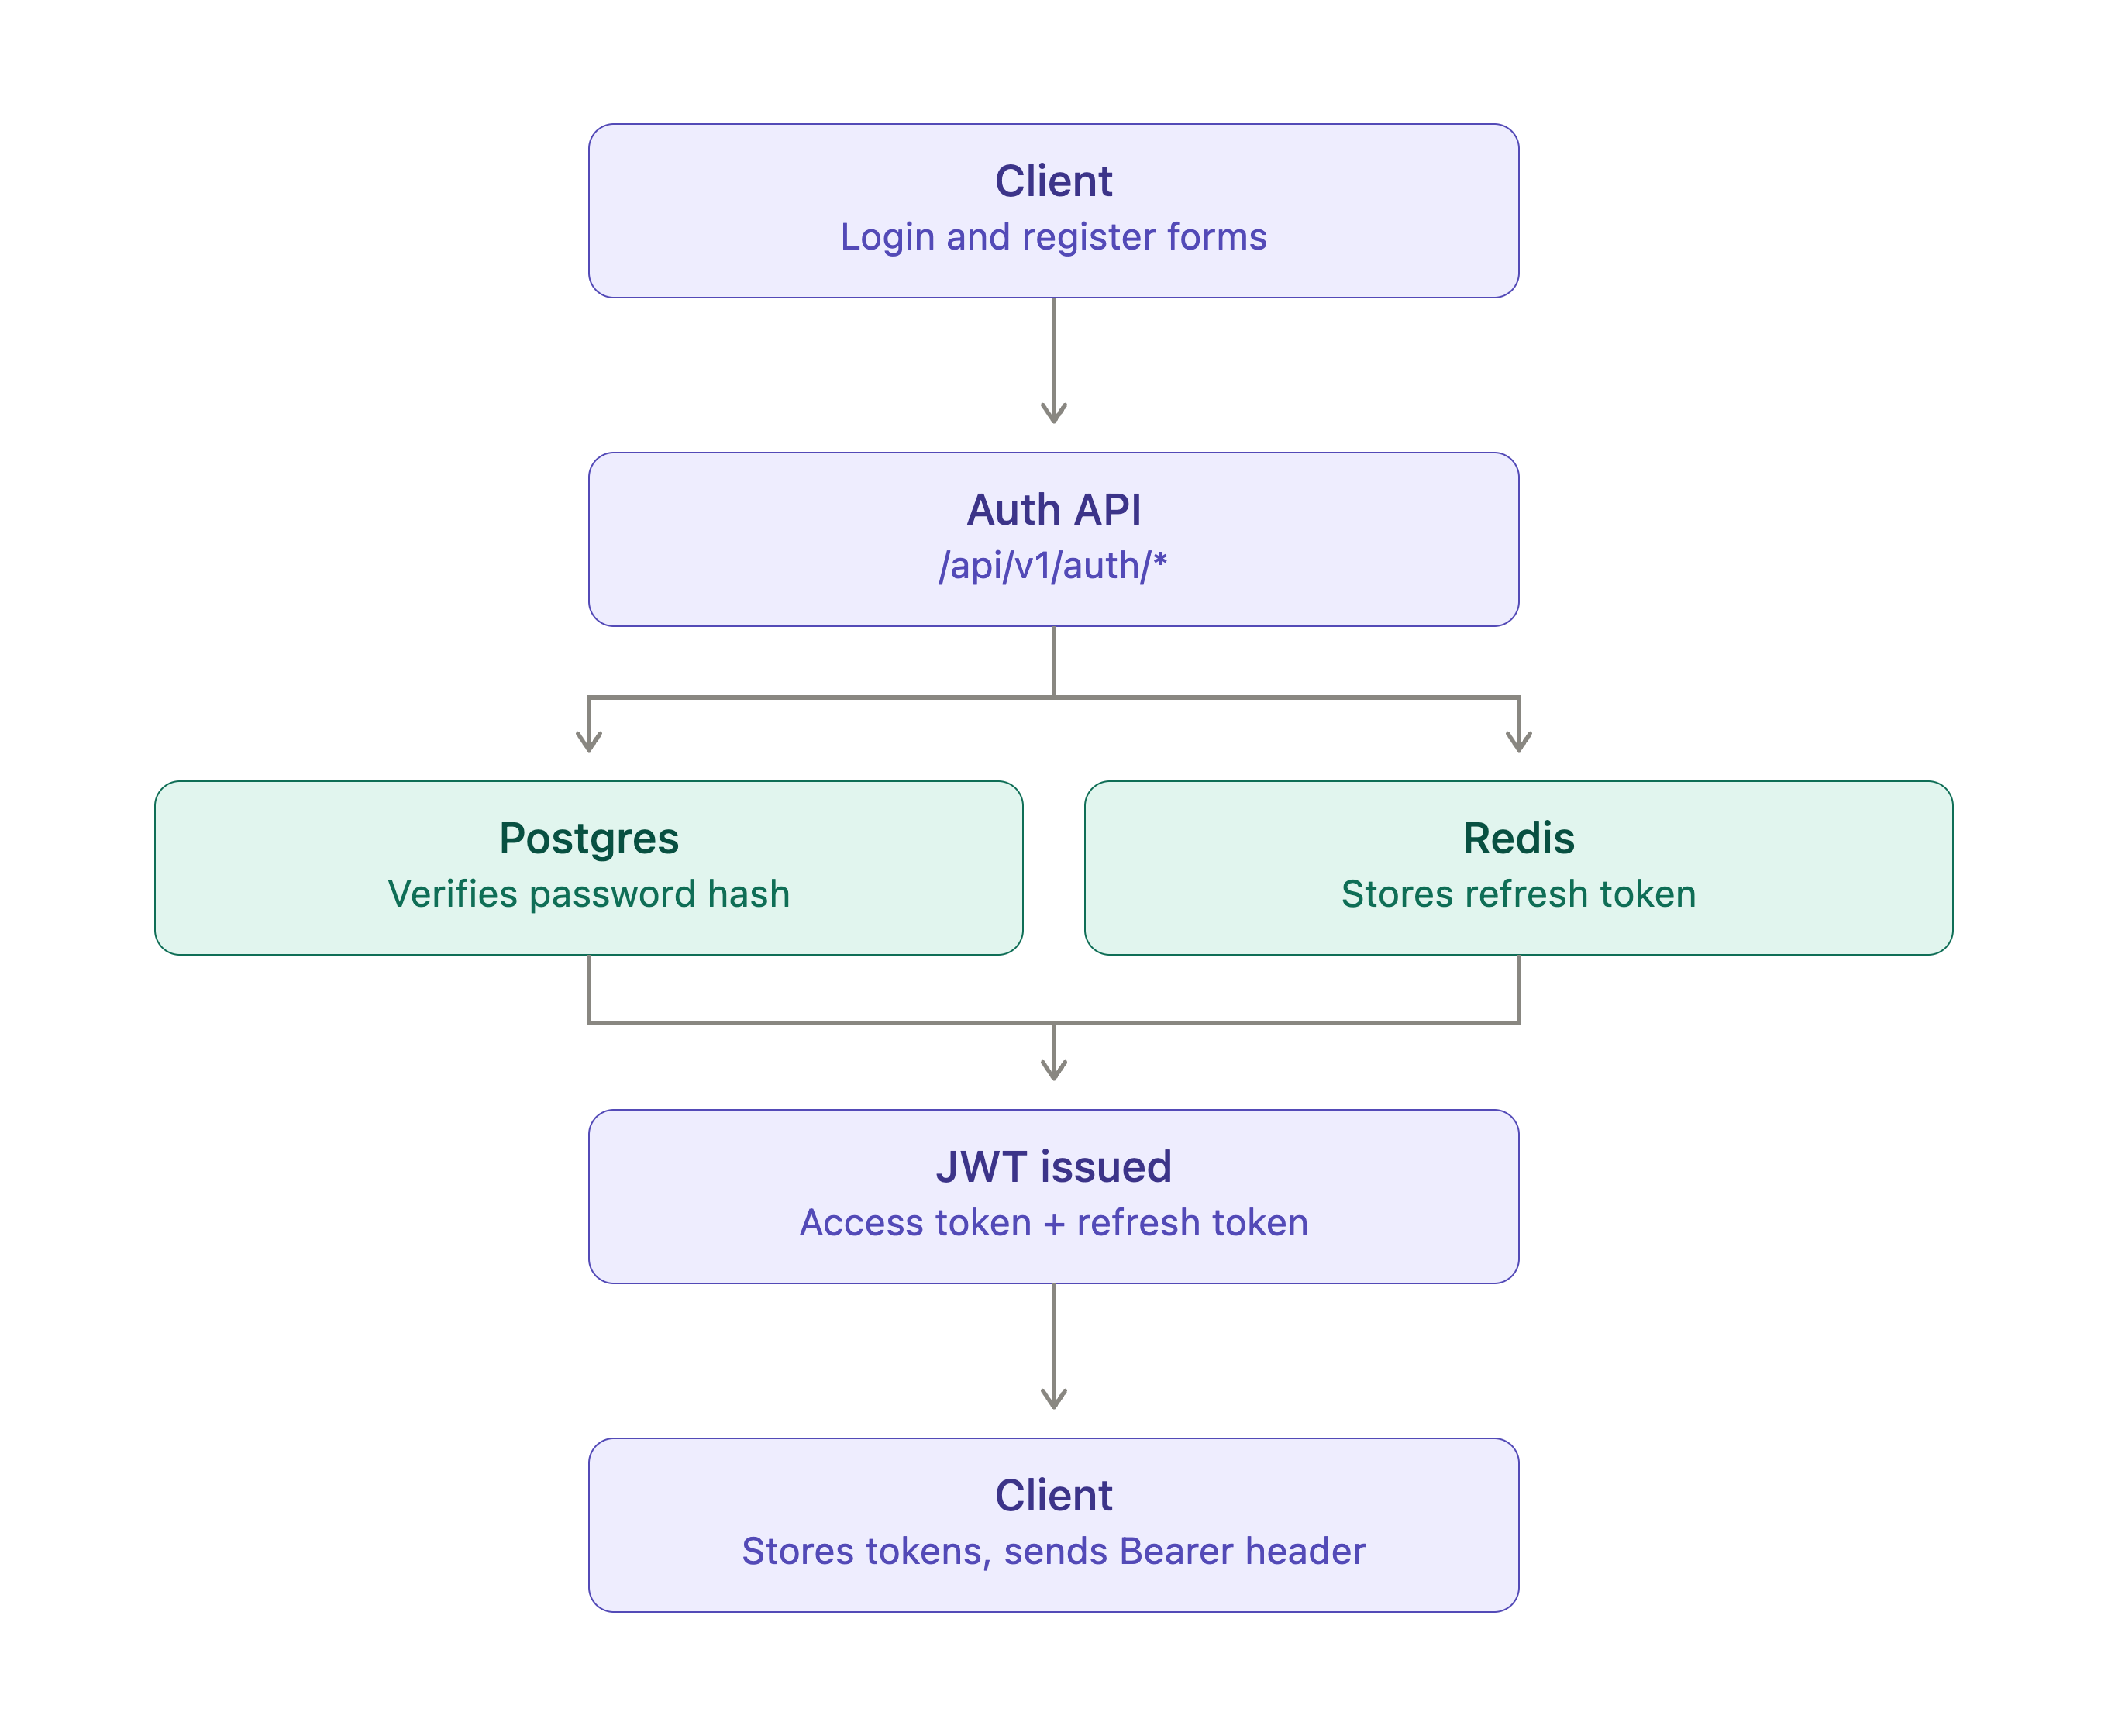 Client
Login and register forms
Auth API
/api/v1/auth/*
Postgres
Verifies password hash
Redis
Stores refresh token
JWT issued
Access token + refresh token
Client
Stores tokens, sends Bearer header